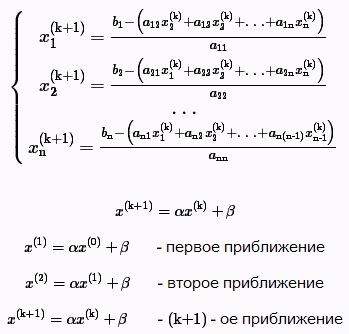 x₁^(k+1) = (b₁−(a₁₂x₂^(k)+a₁₃x₃^(k)+...+a₁ₙxₙ^(k)))/a₁₁
x₂^(k+1) = (b₂−(a₂₁x₁^(k)+a₂₃x₃^(k)+...+a₂ₙxₙ^(k)))/a₂₂
...
xₙ^(k+1) = (bₙ−(aₙ₁x₁^(k)+aₙ₂x₂^(k)+...+aₙ₍ₙ₋₁₎xₙ₋₁^(k)))/aₙₙ
x^(k+1) = αx^(k) + β
x^(1) = αx^(0) + β - первое приближение
x^(2) = αx^(1) + β - второе приближение
x^(k+1) = αx^(k) + β - (k+1) - ое приближение